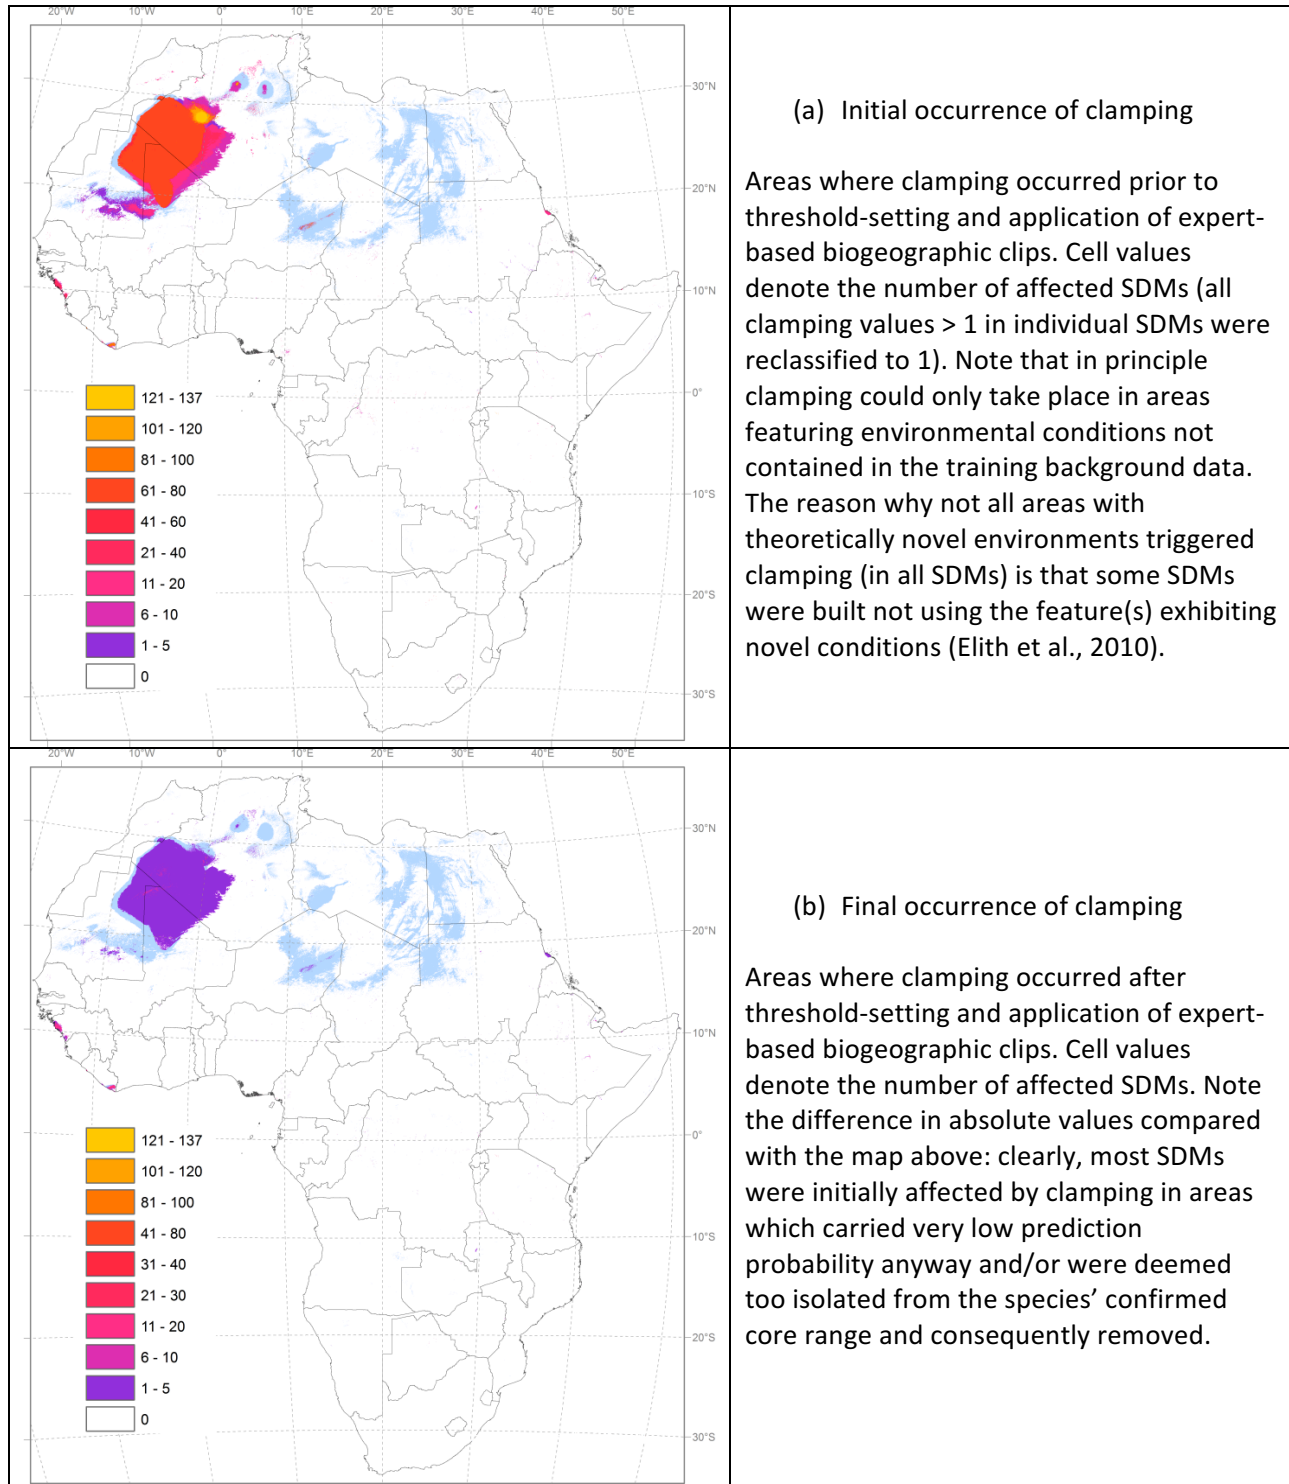 20°W 10°W 0° 10°E 20°E 30°E 40°E 50°E
30°N
20°N
10°N
0°
10°S
20°S
30°S
121 - 137
101 - 120
81 - 100
61 - 80
41 - 60
21 - 40
11 - 20
6 - 10
1 - 5
0
(a) Initial occurrence of clamping
Areas where clamping occurred prior to
threshold-setting and application of expert-
based biogeographic clips. Cell values
denote the number of affected SDMs (all
clamping values > 1 in individual SDMs were
reclassified to 1). Note that in principle
clamping could only take place in areas
featuring environmental conditions not
contained in the training background data.
The reason why not all areas with
theoretically novel environments triggered
clamping (in all SDMs) is that some SDMs
were built not using the feature(s) exhibiting
novel conditions (Elith et al., 2010).
20°W 10°W 0° 10°E 20°E 30°E 40°E 50°E
30°N
20°N
10°N
0°
10°S
20°S
30°S
121 - 137
101 - 120
81 - 100
41 - 80
31 - 40
21 - 30
11 - 20
6 - 10
1 - 5
0
(b) Final occurrence of clamping
Areas where clamping occurred after
threshold-setting and application of expert-
based biogeographic clips. Cell values
denote the number of affected SDMs. Note
the difference in absolute values compared
with the map above: clearly, most SDMs
were initially affected by clamping in areas
which carried very low prediction
probability anyway and/or were deemed
too isolated from the species’ confirmed
core range and consequently removed.